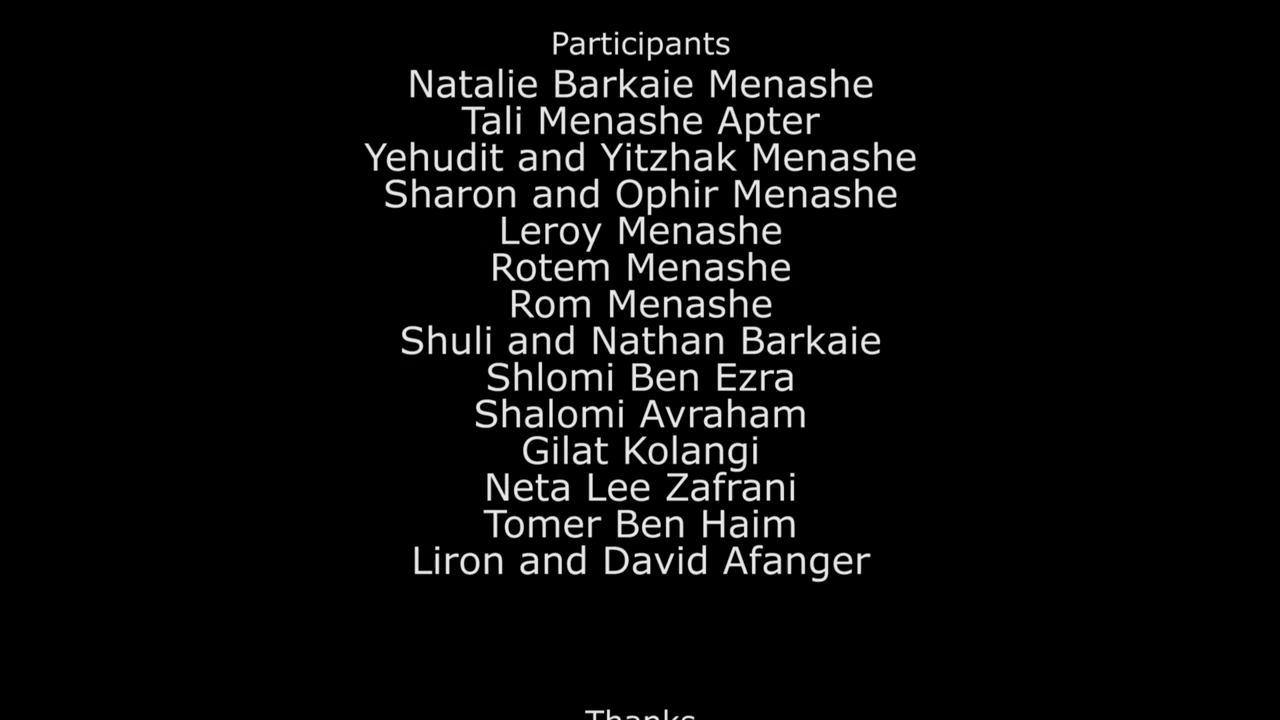 Participants
Natalie Barkaie Menashe
Tali Menashe Apter
Yehudit and Yitzhak Menashe
Sharon and Ophir Menashe
Leroy Menashe
Rotem Menashe
Rom Menashe
Shuli and Nathan Barkaie
Shlomi Ben Ezra
Shalomi Avraham
Gilat Kolangi
Neta Lee Zafrani
Tomer Ben Haim
Liron and David Afanger
Thanks